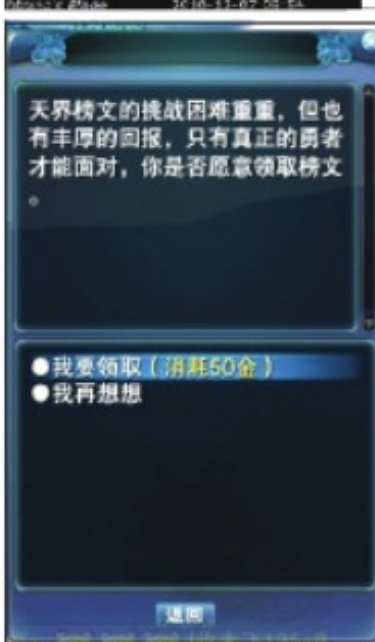 天界榜文的挑战困难重重，但也
有丰厚的回报，只有真正的勇者
才能面对，你是否愿意领取榜文
。
●我要领取（消耗50金）
●我再想想
返回